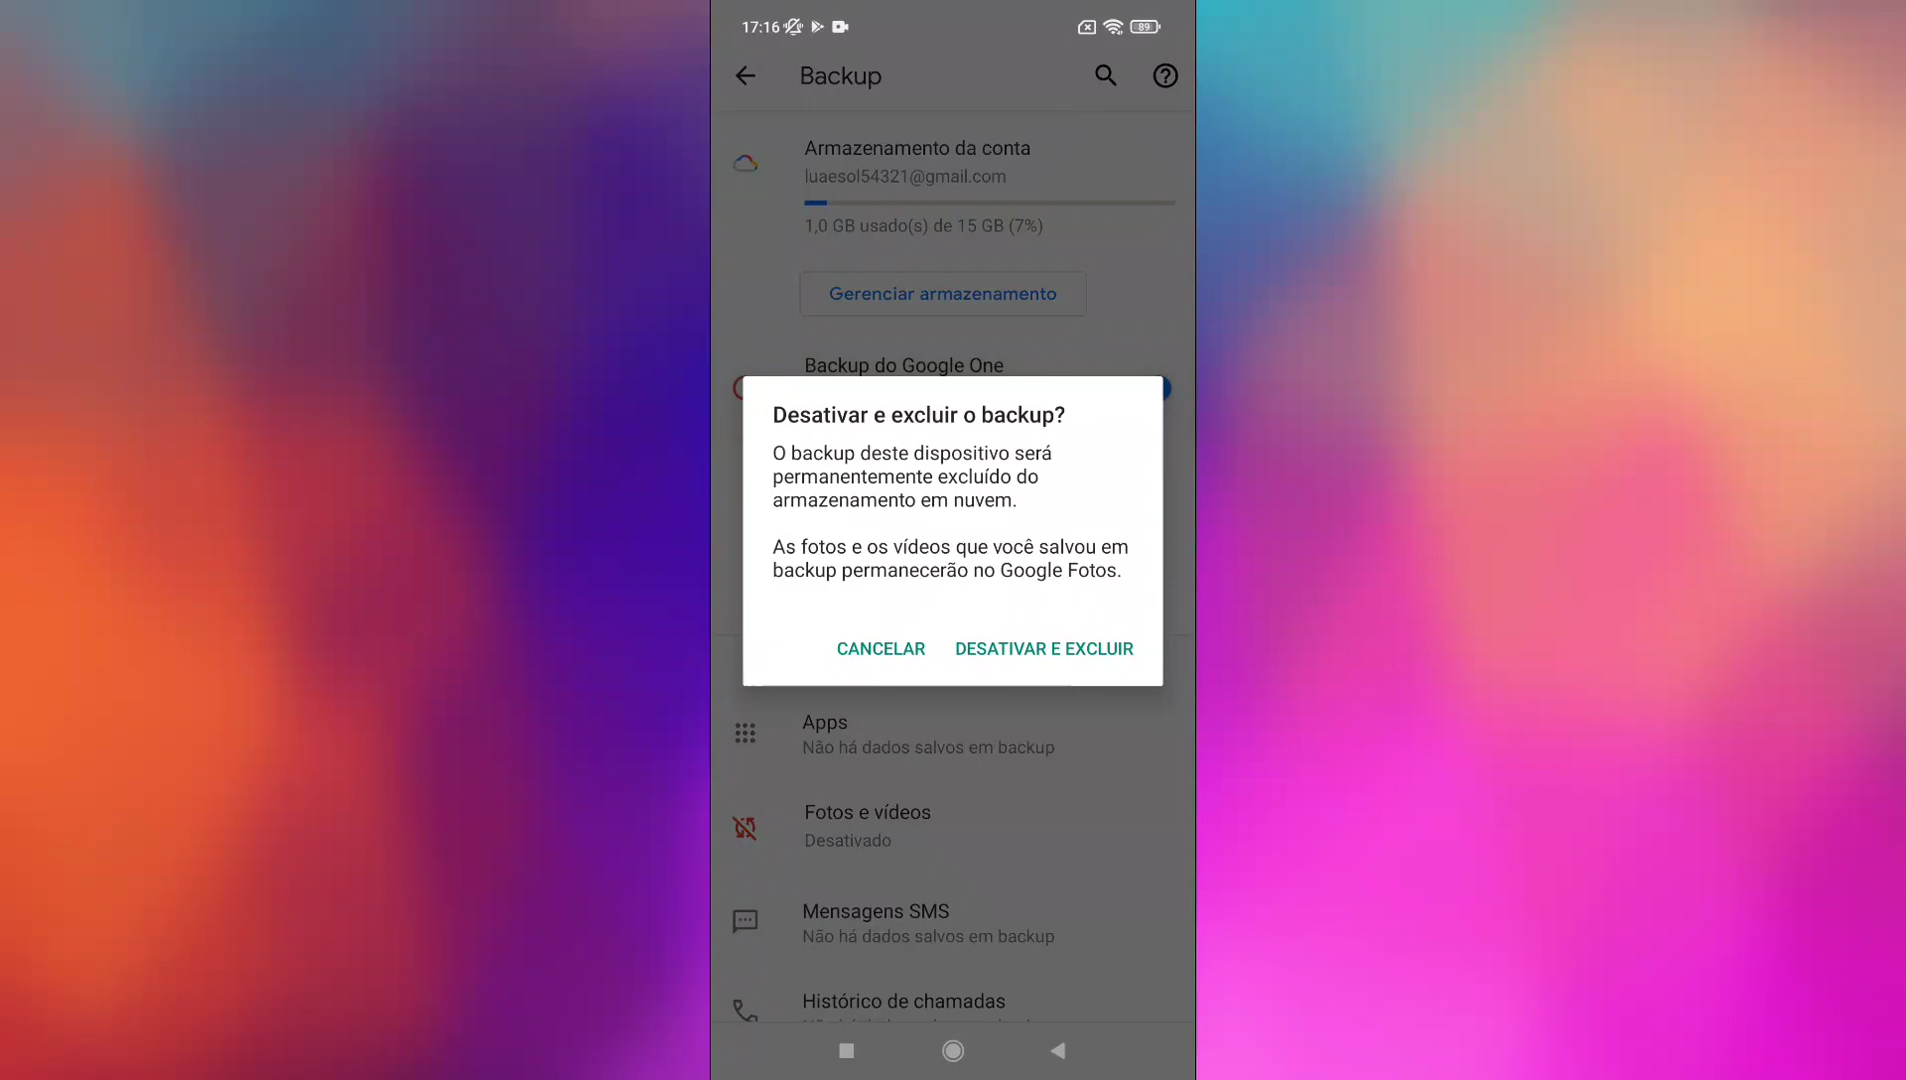 17:16
89
Backup
Armazenamento da conta
luaesol54321@gmail.com
1,0 GB usado(s) de 15 GB (7%)
Gerenciar armazenamento
Backup do Google One
Desativar e excluir o backup?
O backup deste dispositivo será
permanentemente excluído do
armazenamento em nuvem.
As fotos e os vídeos que você salvou em
backup permanecerão no Google Fotos.
CANCELAR DESATIVAR E EXCLUIR
Apps
Não há dados salvos em backup
Fotos e vídeos
Desativado
Mensagens SMS
Não há dados salvos em backup
Histórico de chamadas